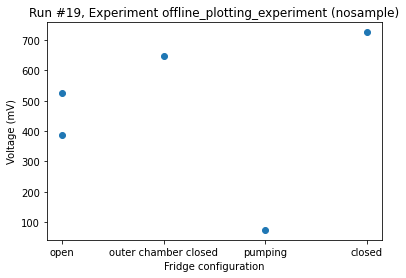 Run #19, Experiment offline_plotting_experiment (nosample)
700
600
500
400
300
200
100
Voltage (mV)
open outer chamber closed pumping closed
Fridge configuration